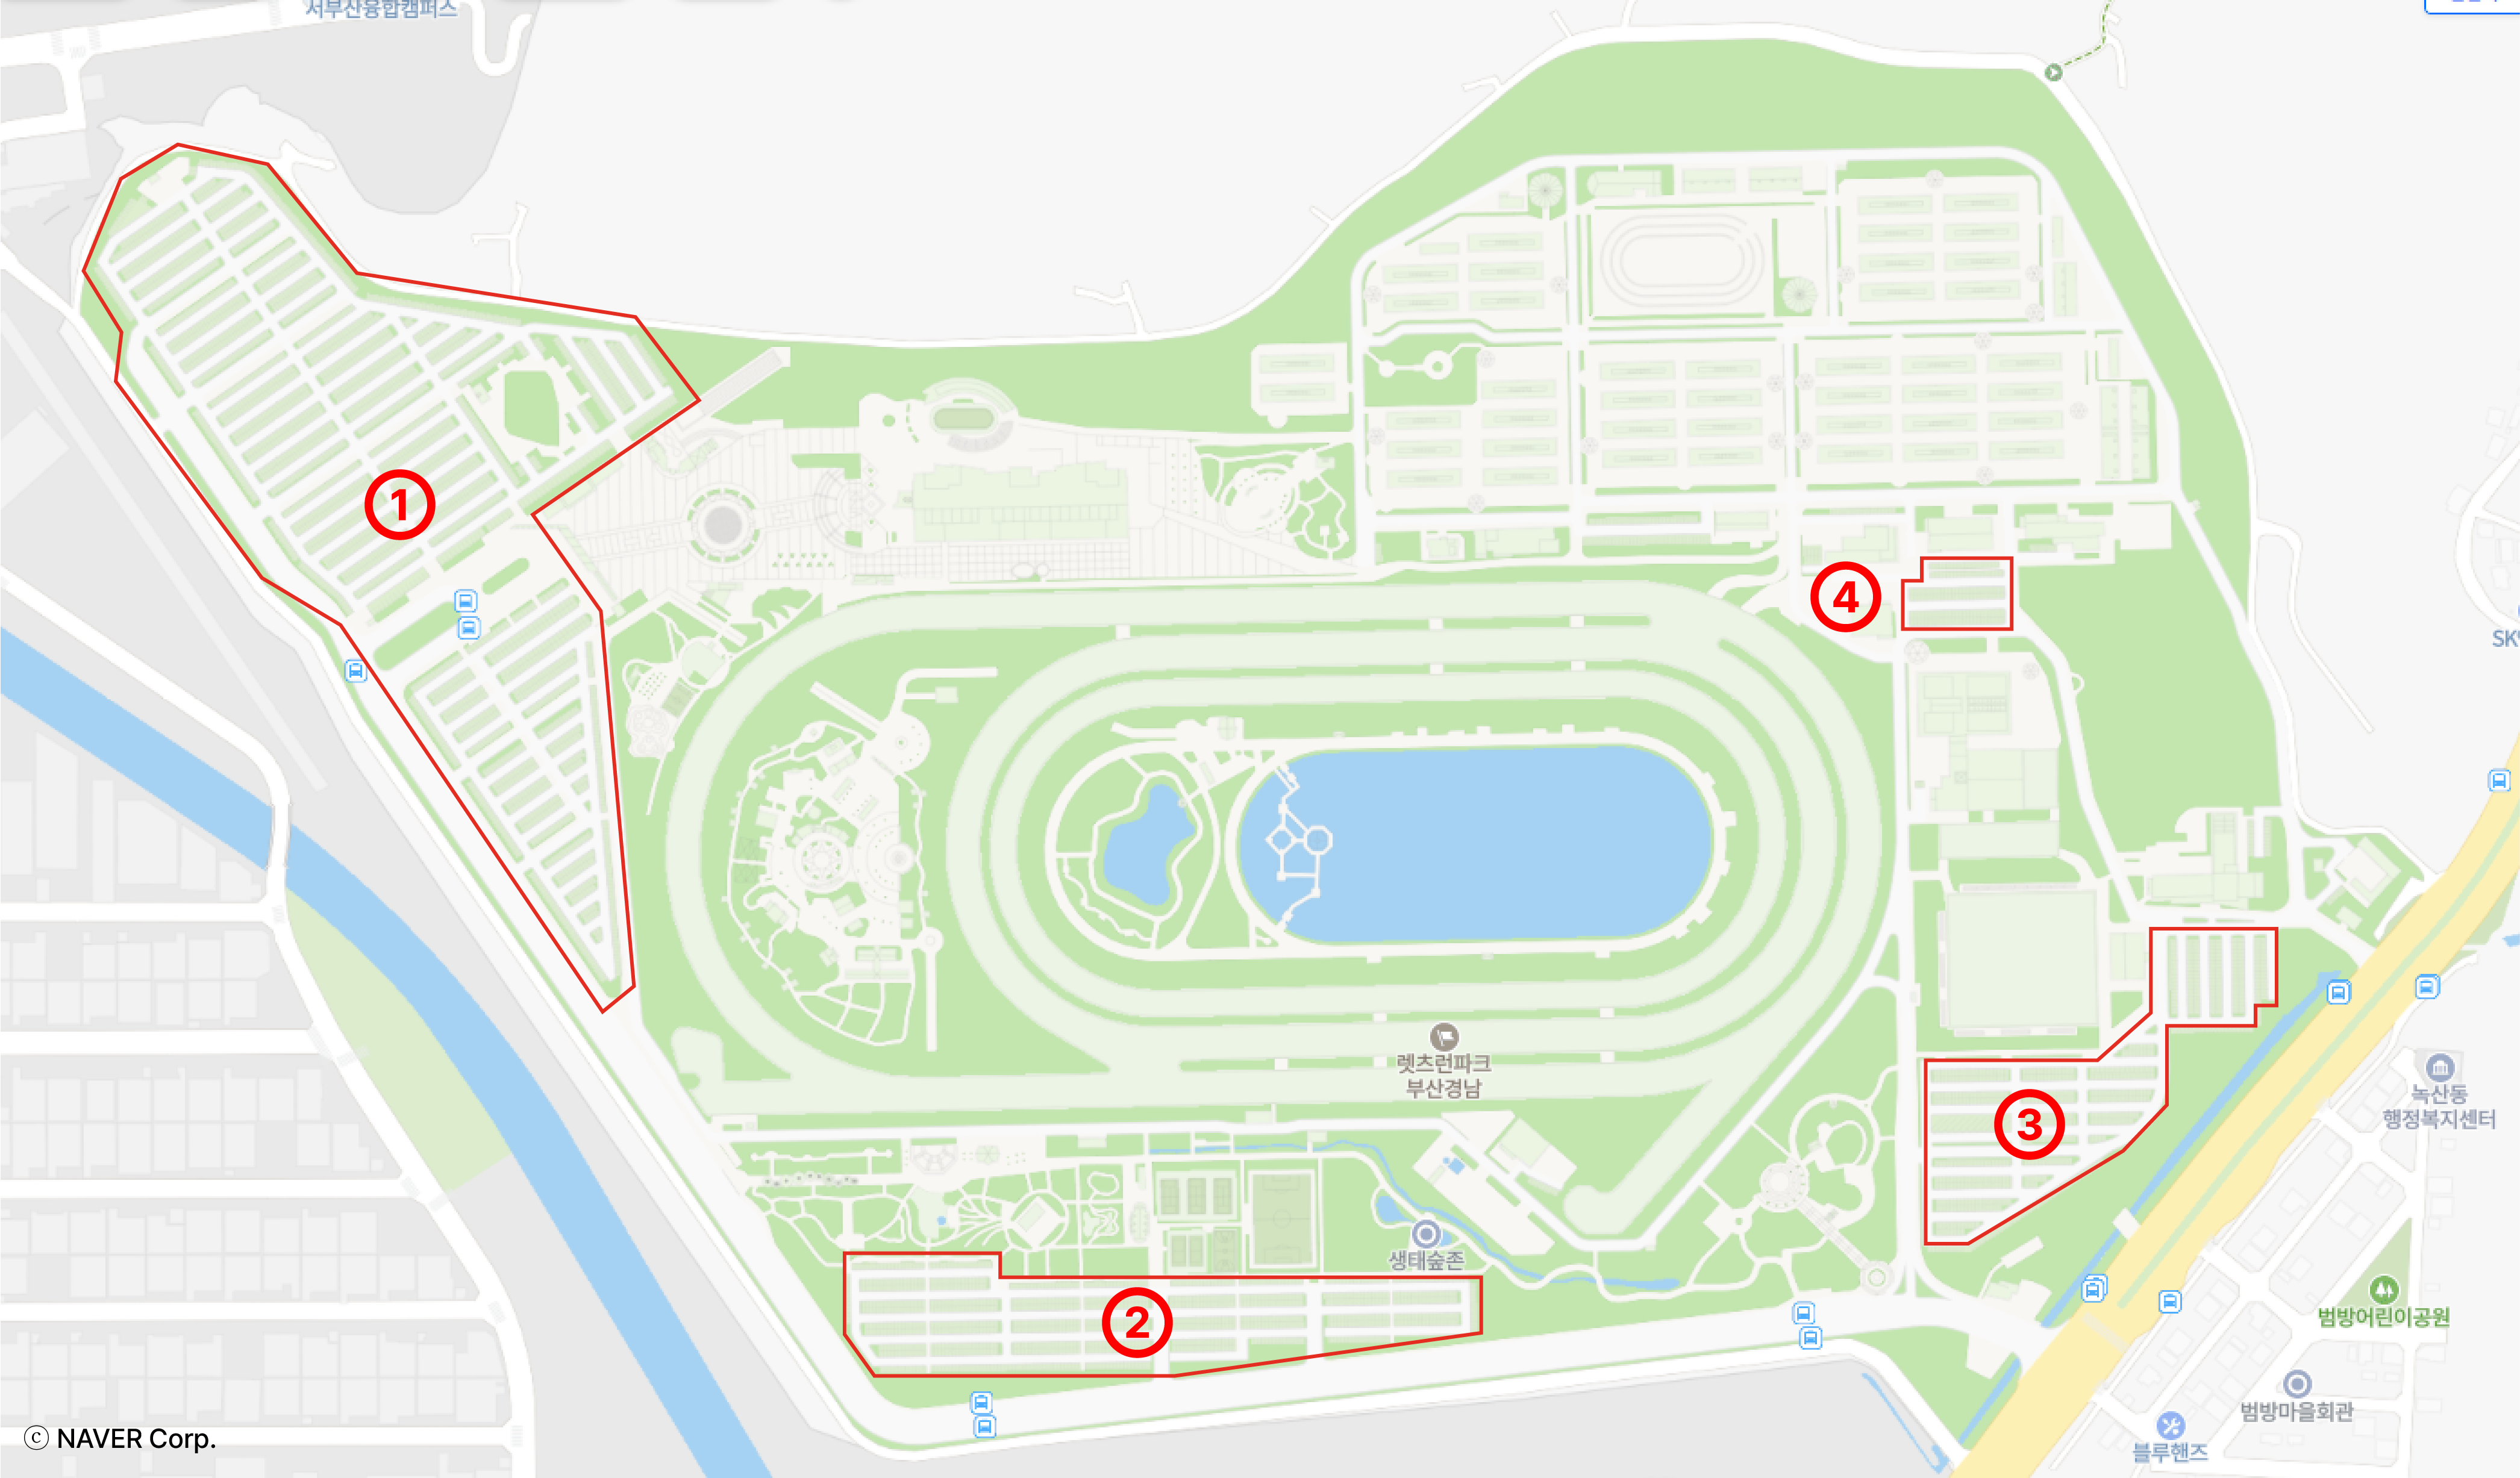 서부산융합캠퍼스
1
4
SK
렛츠런파크
부산경남
녹산동
행정복지센터
3
생태숲존
2
범방어린이공원
범방마을회관
블루핸즈
ⓒ NAVER Corp.